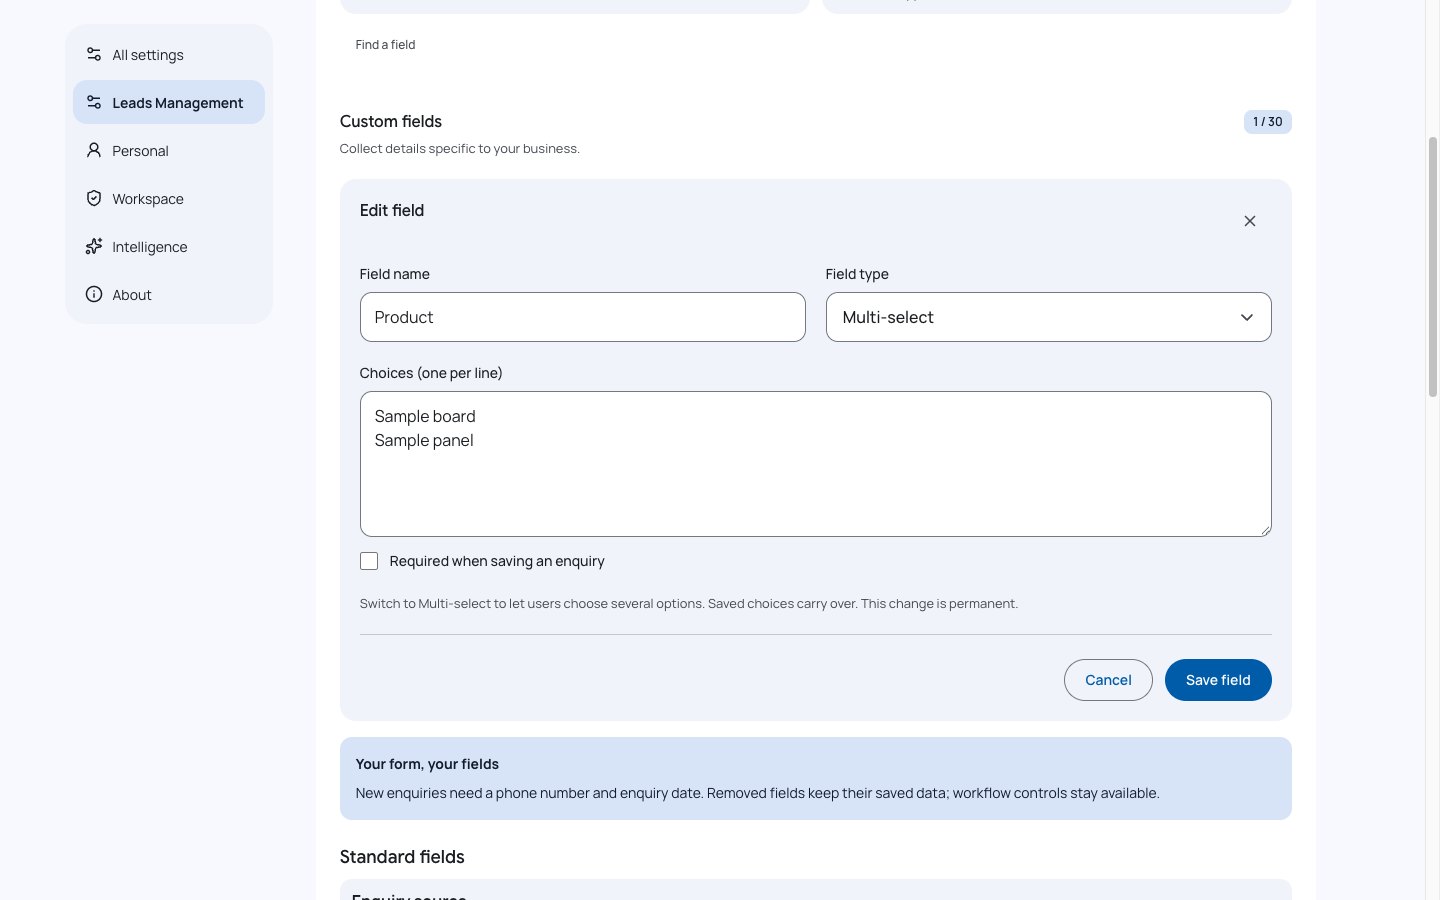 Find a field
All settings
Leads Management
Personal
Workspace
Intelligence
About
Custom fields
1 / 30
Collect details specific to your business.
Edit field
Field name
Field type
Product
Multi-select
Choices (one per line)
Sample board
Sample panel
Required when saving an enquiry
Switch to Multi-select to let users choose several options. Saved choices carry over. This change is permanent.
Cancel
Save field
Your form, your fields
New enquiries need a phone number and enquiry date. Removed fields keep their saved data; workflow controls stay available.
Standard fields
Enquiry source